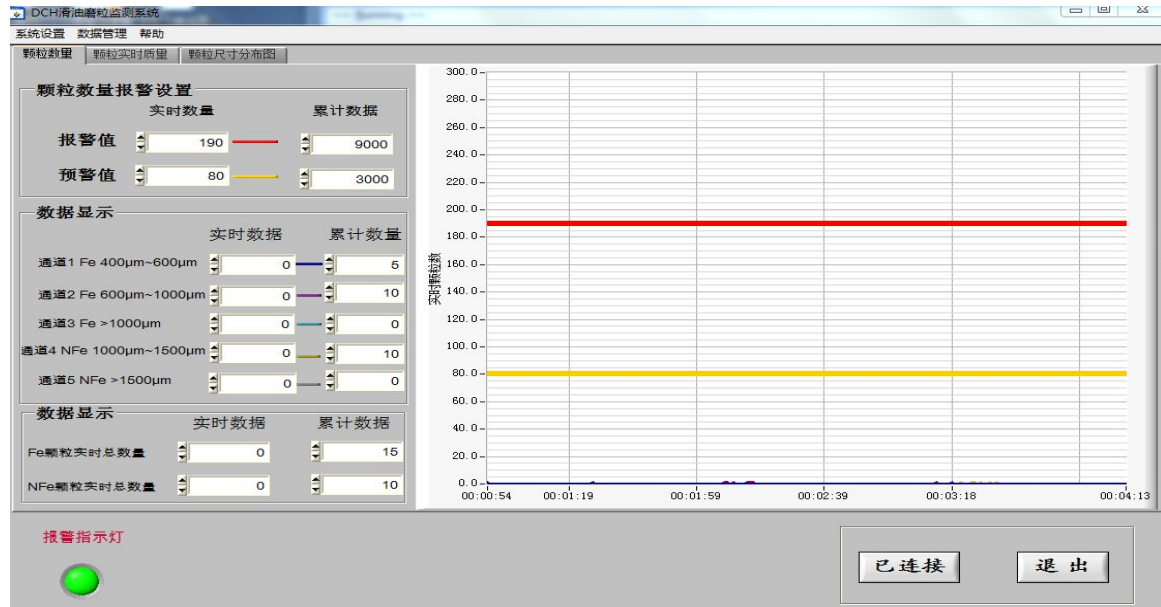 DCH滑油磨粒监测系统
系统设置 数据管理 帮助
颗粒数量 颗粒实时质量 颗粒尺寸分布图
颗粒数量报警设置
实时数量 累计数据
报警值 190 9000
预警值 80 3000
数据显示
实时数据 累计数量
通道1 Fe 400μm~600μm 0 5
通道2 Fe 600μm~1000μm 0 10
通道3 Fe >1000μm 0 0
通道4 NFe 1000μm~1500μm 0 10
通道5 NFe >1500μm 0 0
数据显示
实时数据 累计数据
Fe颗粒实时总数量 0 15
NFe颗粒实时总数量 0 10
实时颗粒数
300.0
280.0
260.0
240.0
220.0
200.0
180.0
160.0
140.0
120.0
100.0
80.0
60.0
40.0
20.0
0.0
00:00:54 00:01:19 00:01:59 00:02:39 00:03:18 00:04:13
报警指示灯
已连接 退 出